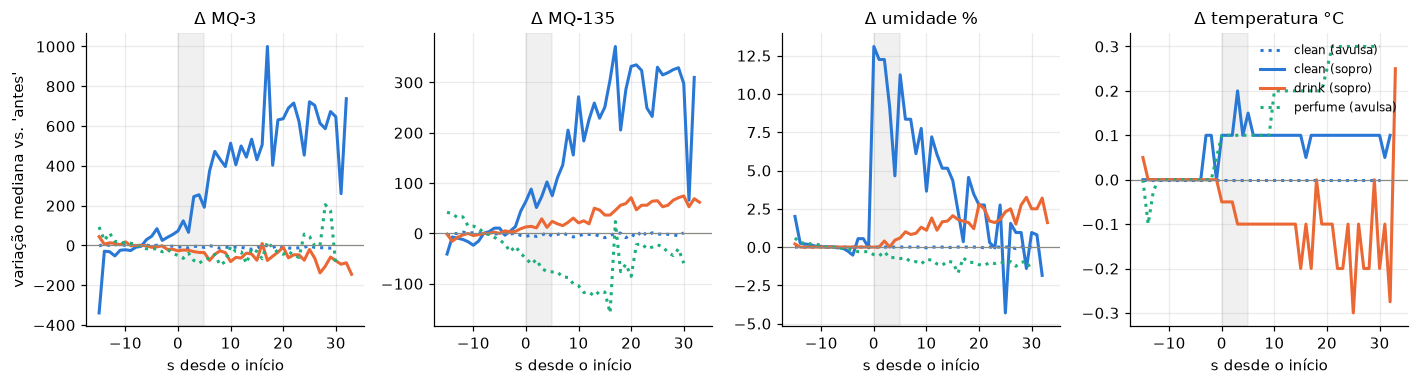 Δ MQ-3
Δ MQ-135
Δ umidade %
Δ temperatura °C
variação mediana vs. 'antes'
1000
800
600
400
200
0
−200
−400
300
200
100
0
−100
12.5
10.0
7.5
5.0
2.5
0.0
−2.5
−5.0
0.3
0.2
0.1
0.0
−0.1
−0.2
−0.3
clean (avulsa)
clean (sopro)
drink (sopro)
perfume (avulsa)
−10 0 10 20 30
−10 0 10 20 30
−10 0 10 20 30
−10 0 10 20 30
s desde o início
s desde o início
s desde o início
s desde o início